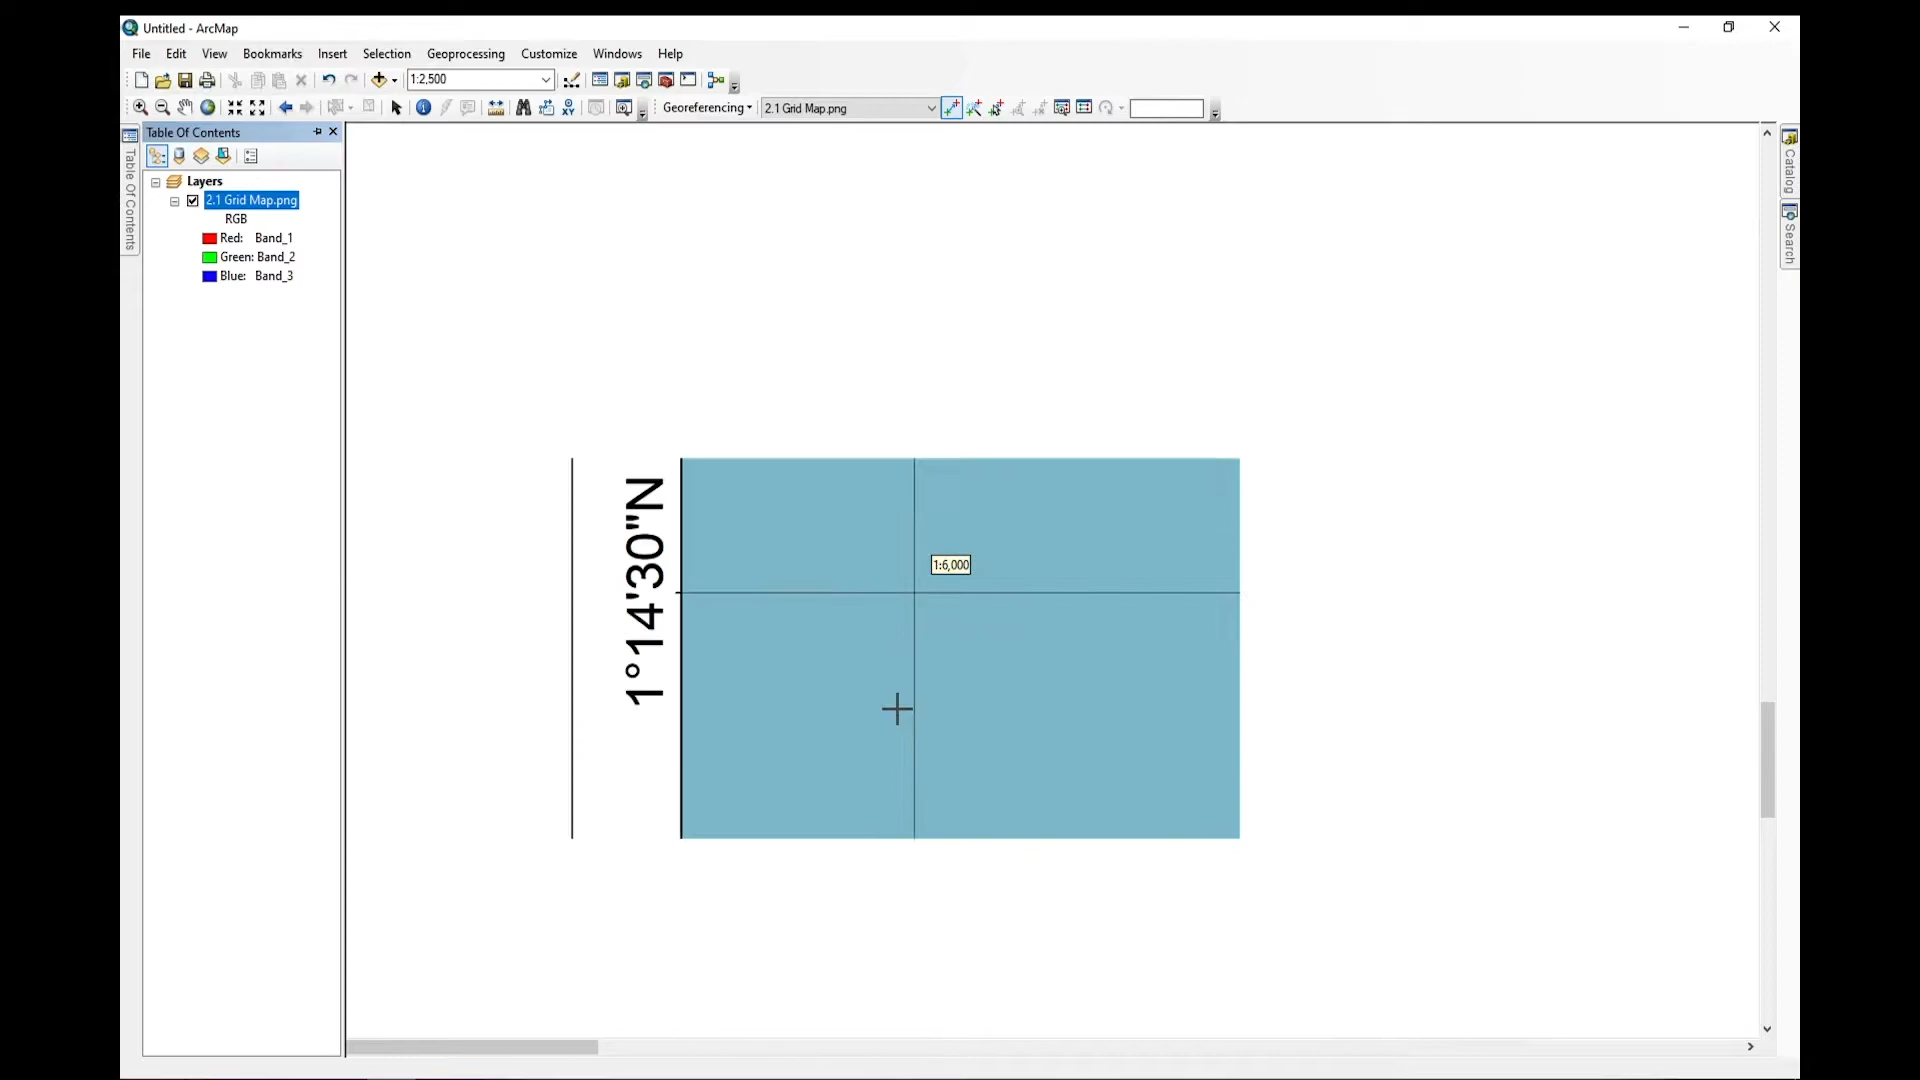 Untitled - ArcMap
File Edit View Bookmarks Insert Selection Geoprocessing Customize Windows Help
1:2,500
Georeferencing 2.1 Grid Map.png
Table Of Contents
Table Of Contents
Layers
2.1 Grid Map.png
RGB
Red: Band_1
Green: Band_2
Blue: Band_3
1°14'30"N
1:6,000
Catalog
Search